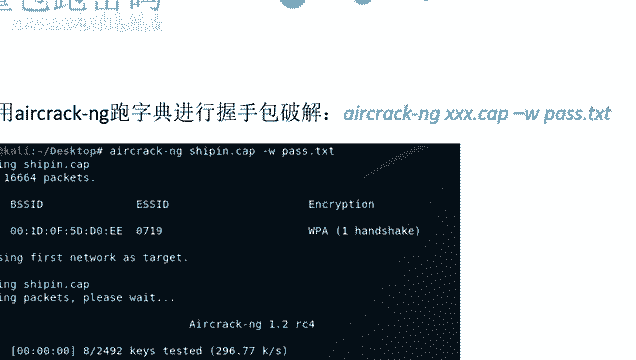 用aircrack-ng跑字典进行握手包破解：aircrack-ng xxx.cap –w pass.txt
kali:~/Desktop# aircrack-ng shipin.cap -w pass.txt
ing shipin.cap
16664 packets.
BSSID ESSID Encryption
00:1D:0F:5D:D0:EE 0719 WPA (1 handshake)
sing first network as target.
ing shipin.cap
ing packets, please wait...
Aircrack-ng 1.2 rc4
[00:00:00] 8/2492 keys tested (296.77 k/s)